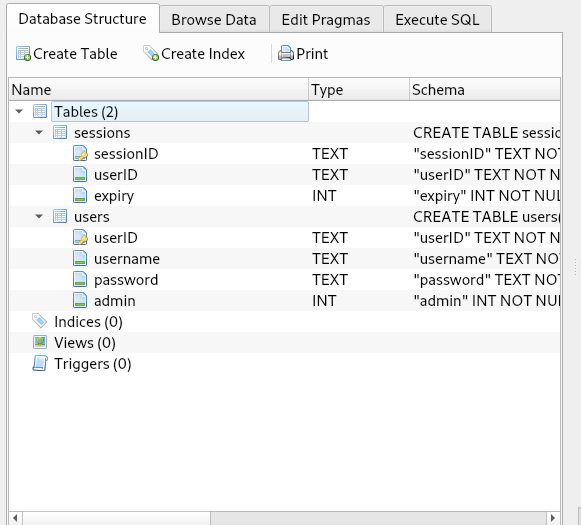 Database Structure Browse Data Edit Pragmas Execute SQL
Create Table Create Index Print
Name Type Schema
Tables (2)
sessions CREATE TABLE sessio
sessionID TEXT "sessionID" TEXT NOT
userID TEXT "userID" TEXT NOT N
expiry INT "expiry" INT NOT NUL
users CREATE TABLE users(
userID TEXT "userID" TEXT NOT N
username TEXT "username" TEXT NOT
password TEXT "password" TEXT NOT
admin INT "admin" INT NOT NUL
Indices (0)
Views (0)
Triggers (0)